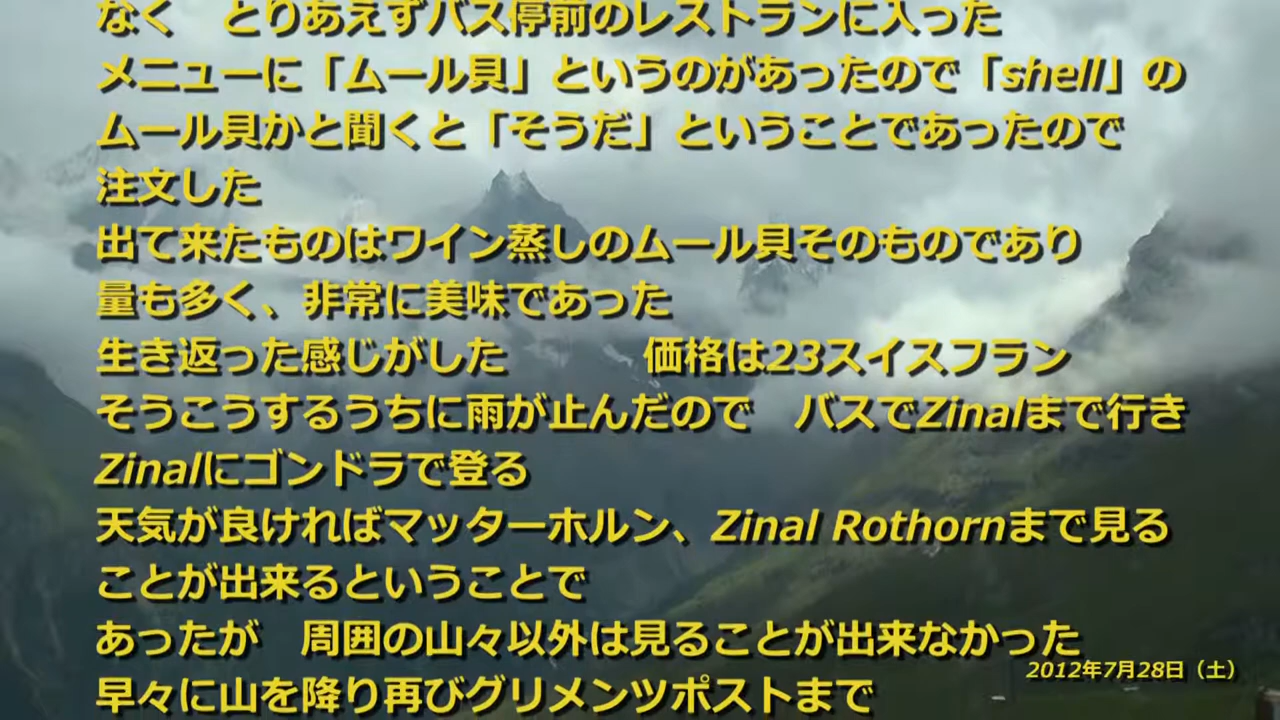 なく　とりあえずバス停前のレストランに入った
メニューに「ムール貝」というのがあったので「shell」の
ムール貝かと聞くと「そうだ」ということであったので
注文した
出て来たものはワイン蒸しのムール貝そのものであり
量も多く、非常に美味であった
生き返った感じがした　　　価格は23スイスフラン
そうこうするうちに雨が止んだので　バスでZinalまで行き
Zinalにゴンドラで登る
天気が良ければマッターホルン、Zinal Rothornまで見る
ことが出来るということで
あったが　周囲の山々以外は見ることが出来なかった
2012年7月28日（土）
早々に山を降り再びグリメンツポストまで